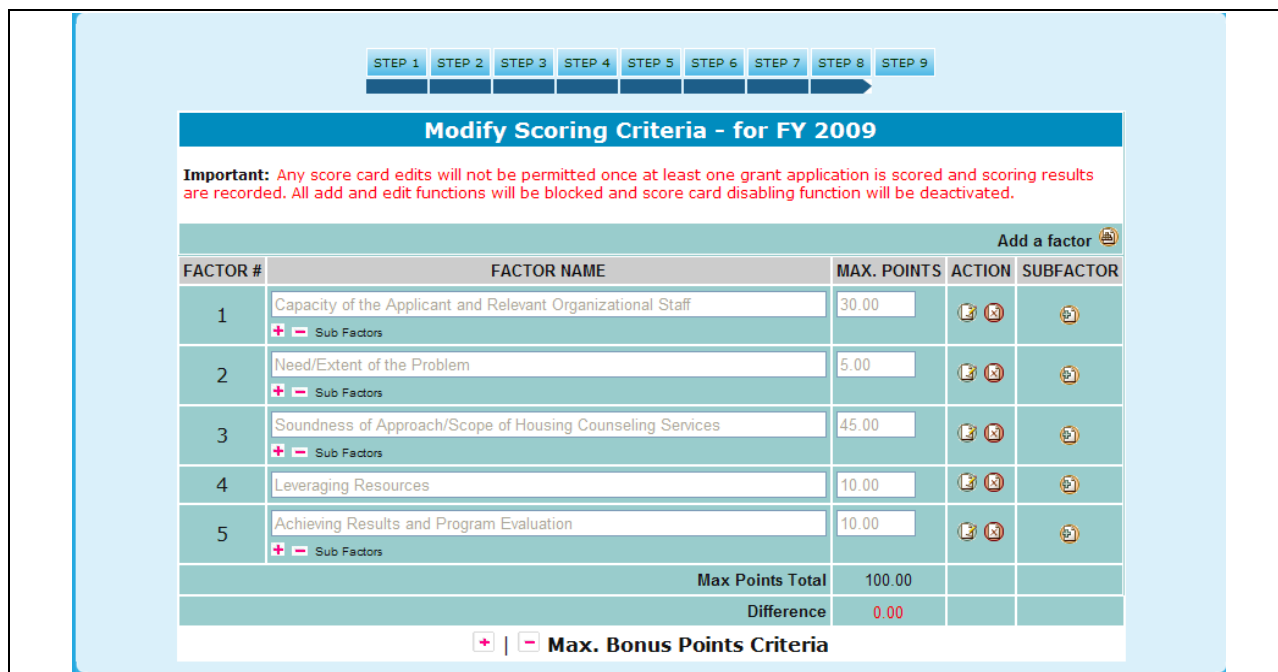 STEP 1 STEP 2 STEP 3 STEP 4 STEP 5 STEP 6 STEP 7 STEP 8 STEP 9
Modify Scoring Criteria - for FY 2009
Important: Any score card edits will not be permitted once at least one grant application is scored and scoring results
are recorded. All add and edit functions will be blocked and score card disabling function will be deactivated.
Add a factor
FACTOR # FACTOR NAME MAX. POINTS ACTION SUBFACTOR
1 Capacity of the Applicant and Relevant Organizational Staff 30.00
+ − Sub Factors
2 Need/Extent of the Problem 5.00
+ − Sub Factors
3 Soundness of Approach/Scope of Housing Counseling Services 45.00
+ − Sub Factors
4 Leveraging Resources 10.00
5 Achieving Results and Program Evaluation 10.00
+ − Sub Factors
Max Points Total 100.00
Difference 0.00
+ | − Max. Bonus Points Criteria